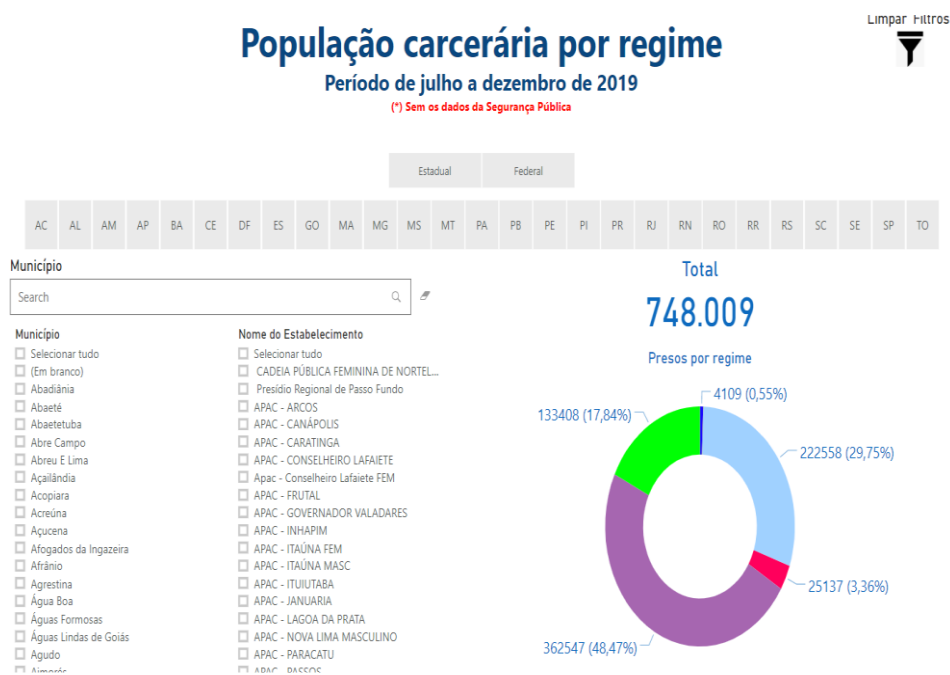 Limpar Filtros
População carcerária por regime
Período de julho a dezembro de 2019
(*) Sem os dados da Segurança Pública
Estadual Federal
AC AL AM AP BA CE DF ES GO MA MG MS MT PA PB PE PI PR RJ RN RO RR RS SC SE SP TO
Município
Search
Município
Selecionar tudo
(Em branco)
Abadiânia
Abaeté
Abaetetuba
Abre Campo
Abreu E Lima
Açailândia
Acopiara
Acreúna
Açucena
Afogados da Ingazeira
Afrânio
Agrestina
Água Boa
Águas Formosas
Águas Lindas de Goiás
Agudo
Aimorés
Nome do Estabelecimento
Selecionar tudo
CADEIA PÚBLICA FEMININA DE NORTEL...
Presídio Regional de Passo Fundo
APAC - ARCOS
APAC - CANÁPOLIS
APAC - CARATINGA
APAC - CONSELHEIRO LAFAIETE
Apac - Conselheiro Lafaiete FEM
APAC - FRUTAL
APAC - GOVERNADOR VALADARES
APAC - INHAPIM
APAC - ITAÚNA FEM
APAC - ITAÚNA MASC
APAC - ITUIUTABA
APAC - JANUARIA
APAC - LAGOA DA PRATA
APAC - NOVA LIMA MASCULINO
APAC - PARACATU
APAC - PASSOS
Total
748.009
Presos por regime
4109 (0,55%)
133408 (17,84%)
222558 (29,75%)
25137 (3,36%)
362547 (48,47%)